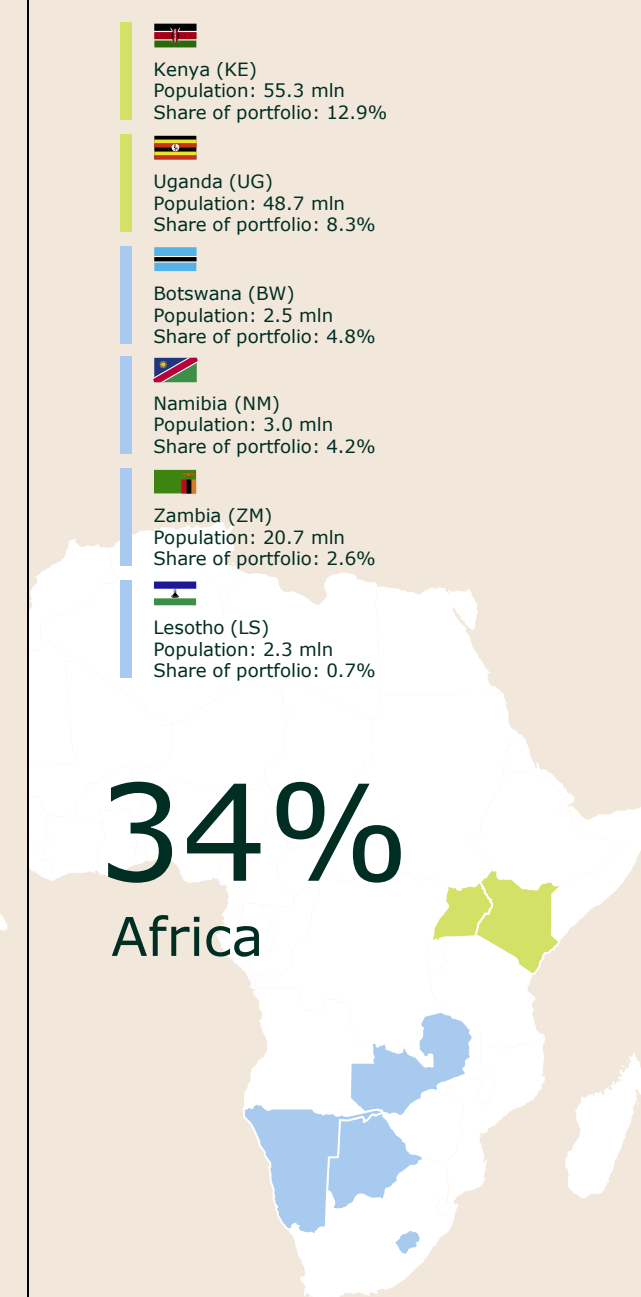 Kenya (KE)
Population: 55.3 mln
Share of portfolio: 12.9%
Uganda (UG)
Population: 48.7 mln
Share of portfolio: 8.3%
Botswana (BW)
Population: 2.5 mln
Share of portfolio: 4.8%
Namibia (NM)
Population: 3.0 mln
Share of portfolio: 4.2%
Zambia (ZM)
Population: 20.7 mln
Share of portfolio: 2.6%
Lesotho (LS)
Population: 2.3 mln
Share of portfolio: 0.7%
34%
Africa